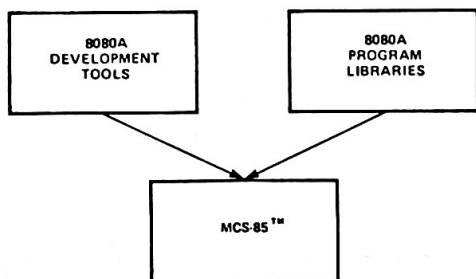 8080A
DEVELOPMENT
TOOLS
8080A
PROGRAM
LIBRARIES
MCS-85™